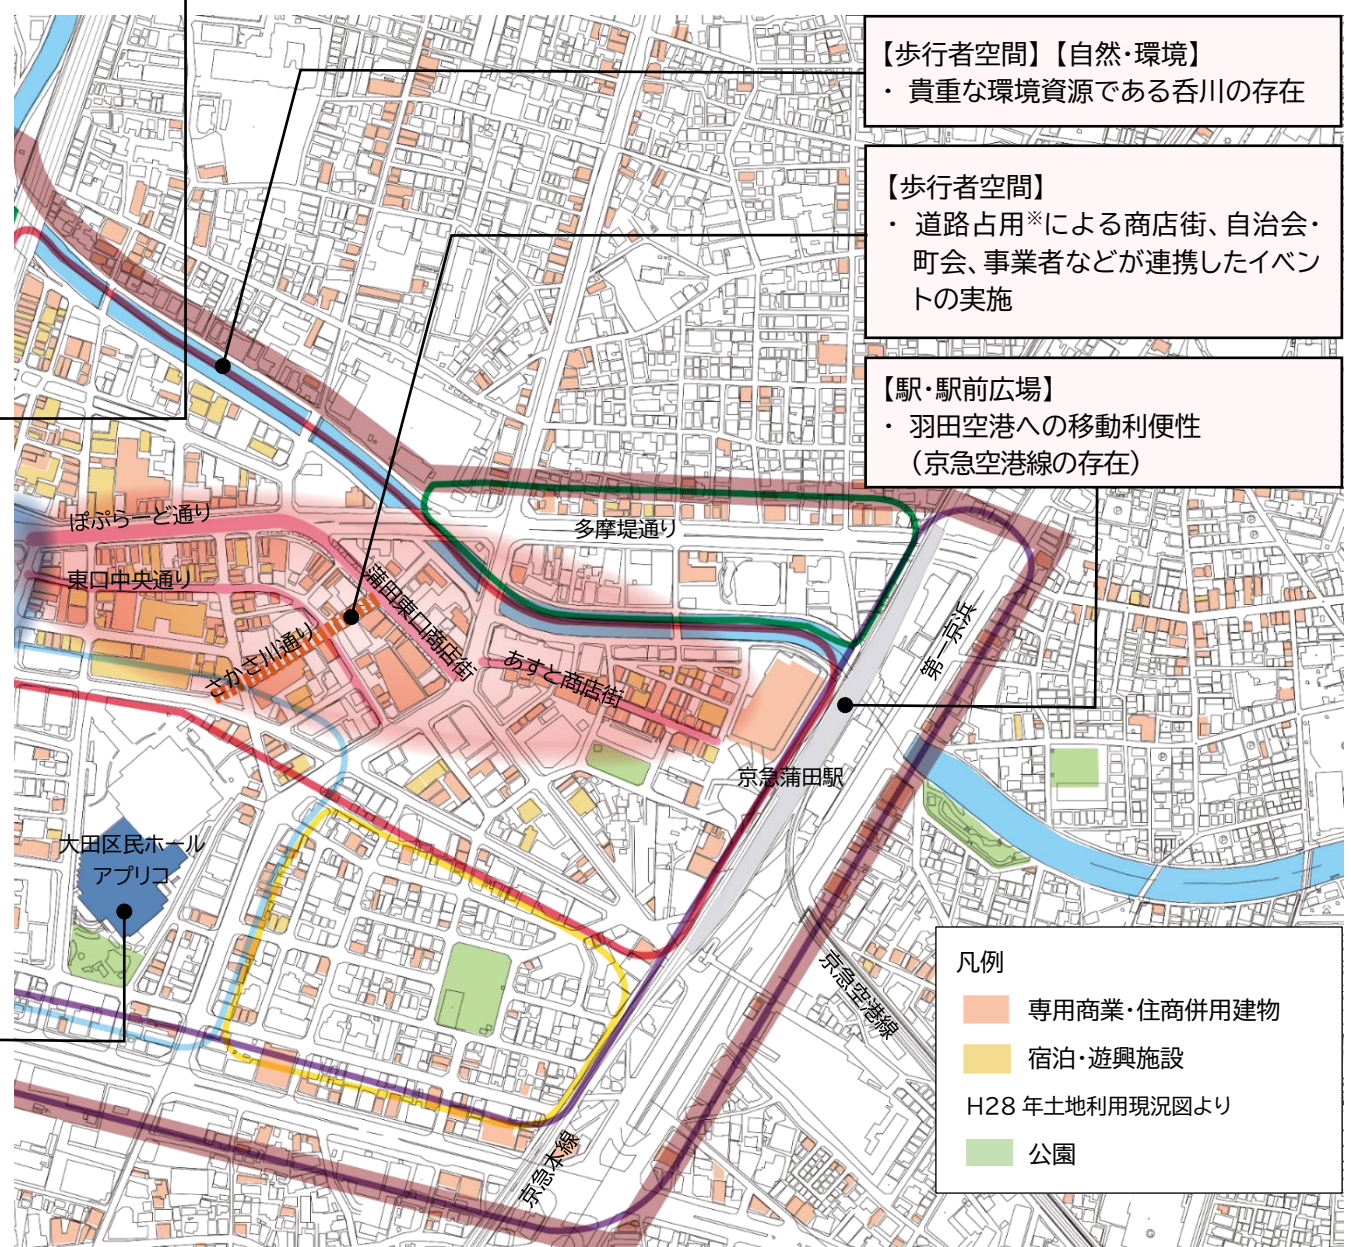 【歩行者空間】【自然・環境】
・ 貴重な環境資源である呑川の存在
【歩行者空間】
・ 道路占用※による商店街、自治会・
町会、事業者などが連携したイベン
トの実施
【駅・駅前広場】
・ 羽田空港への移動利便性
（京急空港線の存在）
ぽぷらーど通り
多摩堤通り
東口中央通り
蒲田東口商店街
さかさ川通り
あすと商店街
第一京浜
京急蒲田駅
大田区民ホール
アプリコ
京急空港線
京急本線
凡例
専用商業・住商併用建物
宿泊・遊興施設
H28 年土地利用現況図より
公園